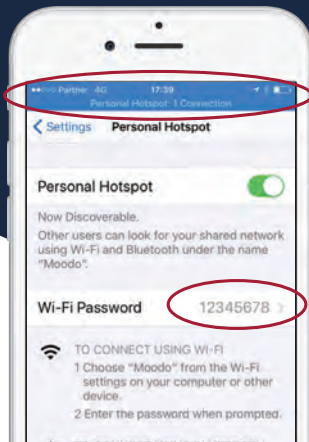 Partner 4G 17:39
Personal Hotspot: 1 Connection
Settings Personal Hotspot
Personal Hotspot
Now Discoverable.
Other users can look for your shared network
using Wi-Fi and Bluetooth under the name
"Moodo".
Wi-Fi Password 12345678
TO CONNECT USING WI-FI
1 Choose "Moodo" from the Wi-Fi
settings on your computer or other
device.
2 Enter the password when prompted.